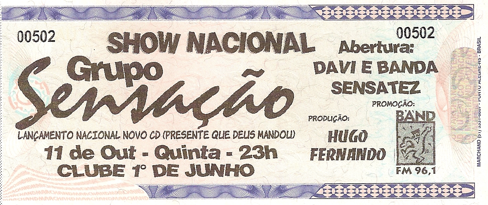 00502
00502
SHOW NACIONAL
Grupo
Sensação
LANÇAMENTO NACIONAL NOVO CD (PRESENTE QUE DEUS MANDOU)
11 de Out - Quinta - 23h
CLUBE 1º DE JUNHO
Abertura:
DAVI E BANDA
SENSATEZ
PROMOÇÃO:
PRODUÇÃO:
HUGO
FERNANDO
BAND
FM 96,1